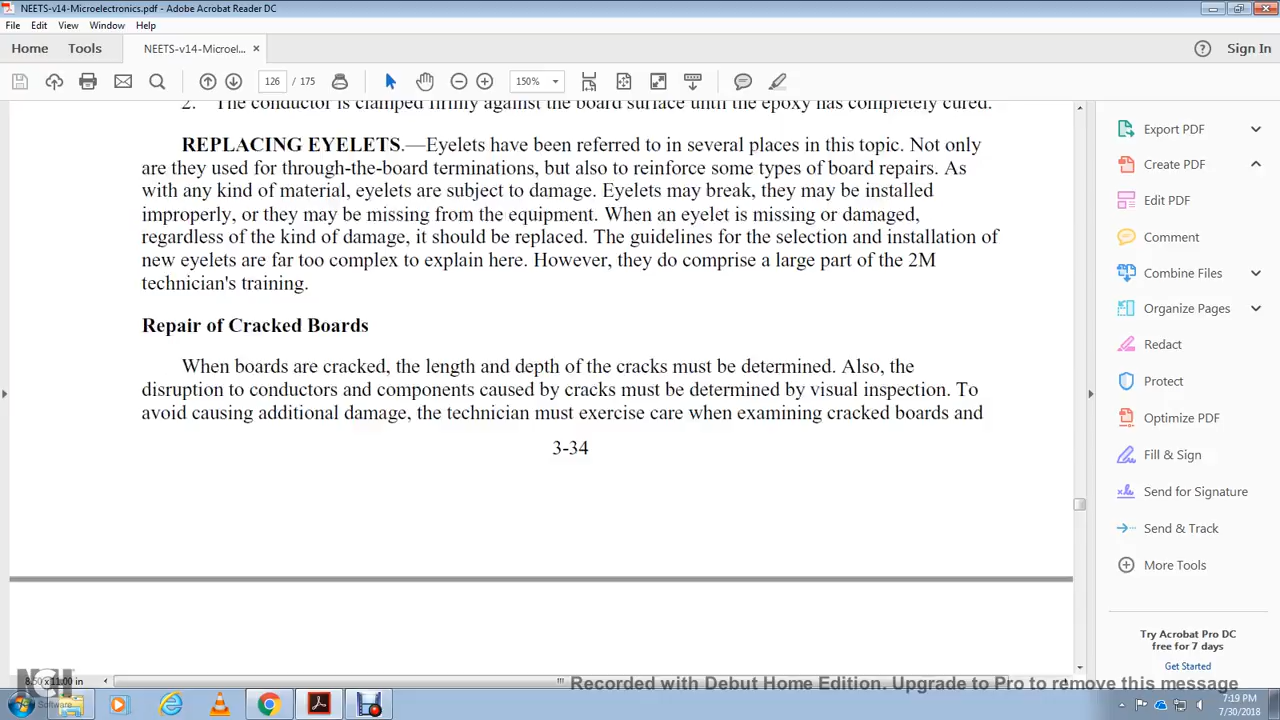 NEETS-v14-Microelectronics.pdf - Adobe Acrobat Reader DC
File Edit View Window Help
Home Tools NEETS-v14-Microel... × Sign In
126 / 175 150%
2. The conductor is clamped firmly against the board surface until the epoxy has completely cured.
REPLACING EYELETS.—Eyelets have been referred to in several places in this topic. Not only
are they used for through-the-board terminations, but also to reinforce some types of board repairs. As
with any kind of material, eyelets are subject to damage. Eyelets may break, they may be installed
improperly, or they may be missing from the equipment. When an eyelet is missing or damaged,
regardless of the kind of damage, it should be replaced. The guidelines for the selection and installation of
new eyelets are far too complex to explain here. However, they do comprise a large part of the 2M
technician's training.
Repair of Cracked Boards
When boards are cracked, the length and depth of the cracks must be determined. Also, the
disruption to conductors and components caused by cracks must be determined by visual inspection. To
avoid causing additional damage, the technician must exercise care when examining cracked boards and
3-34
Export PDF
Create PDF
Edit PDF
Comment
Combine Files
Organize Pages
Redact
Protect
Optimize PDF
Fill & Sign
Send for Signature
Send & Track
More Tools
Try Acrobat Pro DC
free for 7 days
Get Started
8.50 x 11.00 in
NCH
Software
Recorded with Debut Home Edition. Upgrade to Pro to remove this message
7:19 PM
7/30/2018